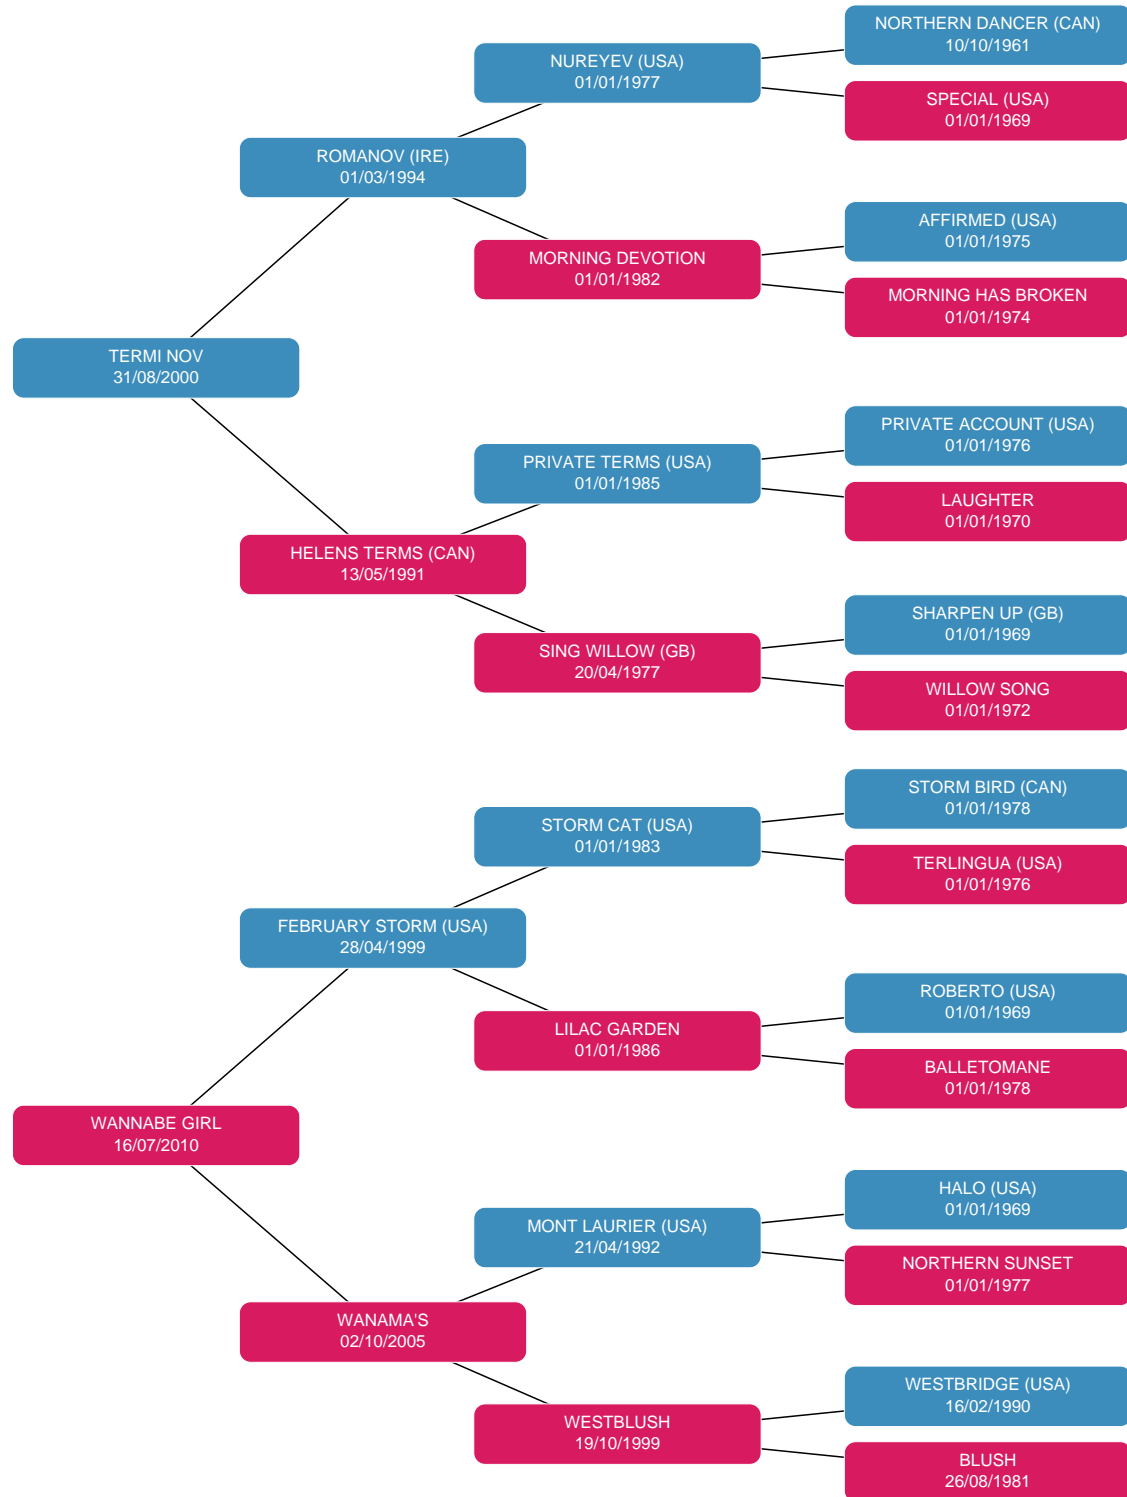 NORTHERN DANCER (CAN)
10/10/1961
NUREYEV (USA)
01/01/1977
SPECIAL (USA)
01/01/1969
ROMANOV (IRE)
01/03/1994
AFFIRMED (USA)
01/01/1975
MORNING DEVOTION
01/01/1982
MORNING HAS BROKEN
01/01/1974
TERMI NOV
31/08/2000
PRIVATE ACCOUNT (USA)
01/01/1976
PRIVATE TERMS (USA)
01/01/1985
LAUGHTER
01/01/1970
HELENS TERMS (CAN)
13/05/1991
SHARPEN UP (GB)
01/01/1969
SING WILLOW (GB)
20/04/1977
WILLOW SONG
01/01/1972
STORM BIRD (CAN)
01/01/1978
STORM CAT (USA)
01/01/1983
TERLINGUA (USA)
01/01/1976
FEBRUARY STORM (USA)
28/04/1999
ROBERTO (USA)
01/01/1969
LILAC GARDEN
01/01/1986
BALLETOMANE
01/01/1978
WANNABE GIRL
16/07/2010
HALO (USA)
01/01/1969
MONT LAURIER (USA)
21/04/1992
NORTHERN SUNSET
01/01/1977
WANAMA'S
02/10/2005
WESTBRIDGE (USA)
16/02/1990
WESTBLUSH
19/10/1999
BLUSH
26/08/1981